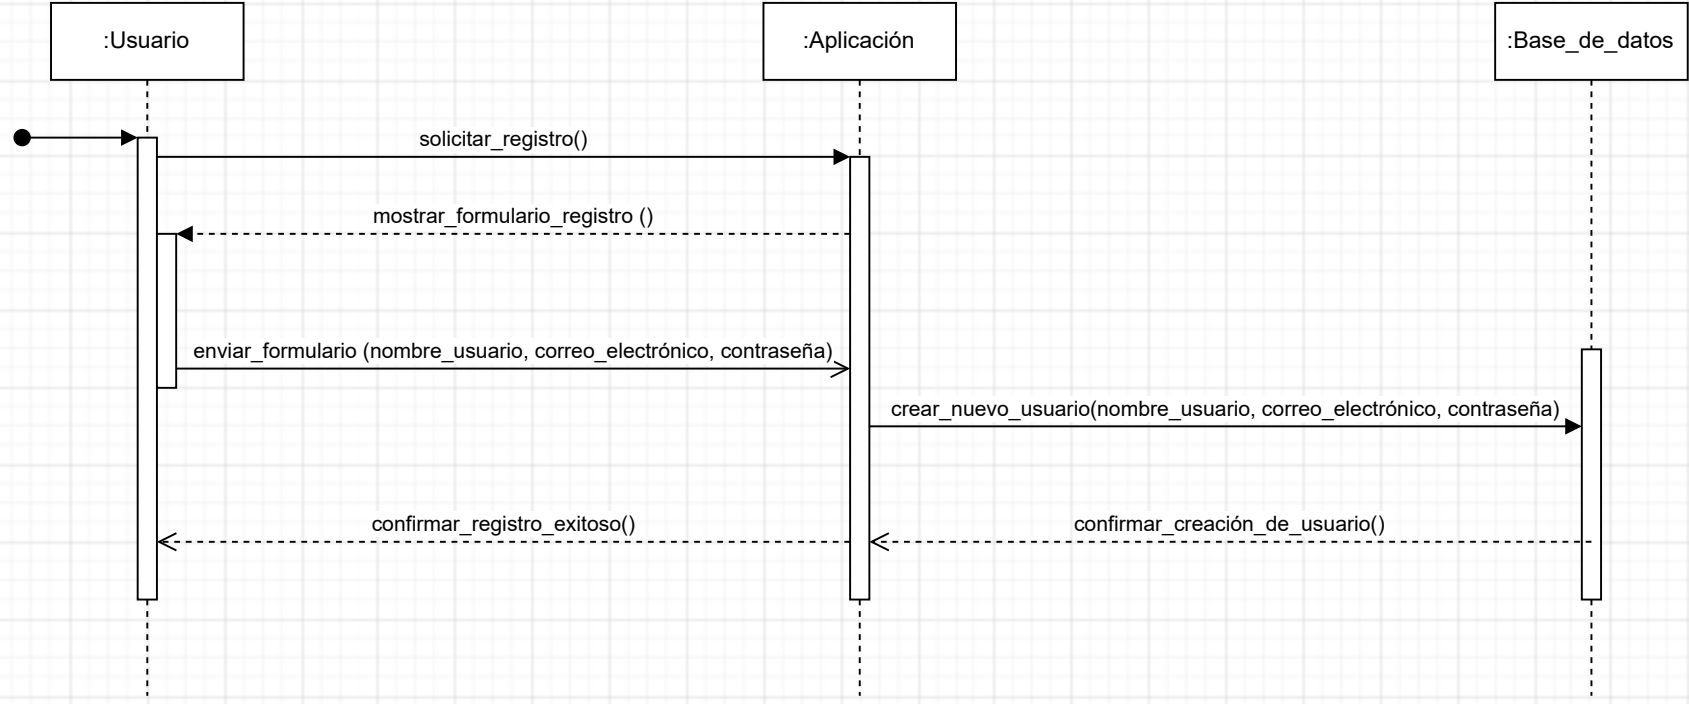 :Usuario
:Aplicación
:Base_de_datos
solicitar_registro()
mostrar_formulario_registro ()
enviar_formulario (nombre_usuario, correo_electrónico, contraseña)
crear_nuevo_usuario(nombre_usuario, correo_electrónico, contraseña)
confirmar_registro_exitoso()
confirmar_creación_de_usuario()